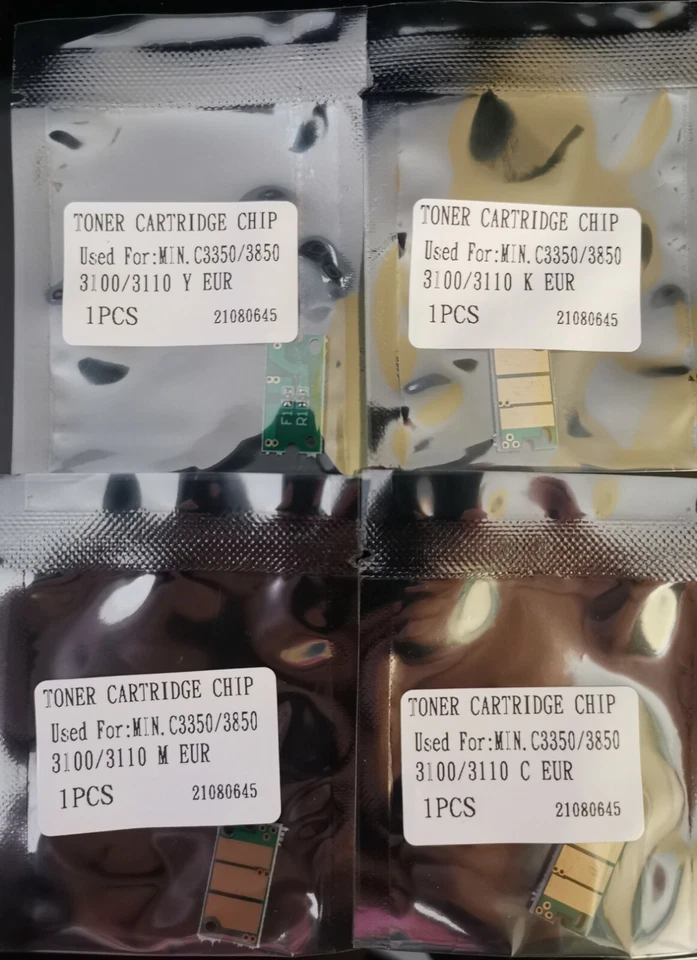 TONER CARTRIDGE CHIP
Used For:MIN.C3350/3850
3100/3110 Y EUR
1PCS 21080645
TONER CARTRIDGE CHIP
Used For:MIN.C3350/3850
3100/3110 K EUR
1PCS 21080645
TONER CARTRIDGE CHIP
Used For:MIN.C3350/3850
3100/3110 M EUR
1PCS 21080645
TONER CARTRIDGE CHIP
Used For:MIN.C3350/3850
3100/3110 C EUR
1PCS 21080645